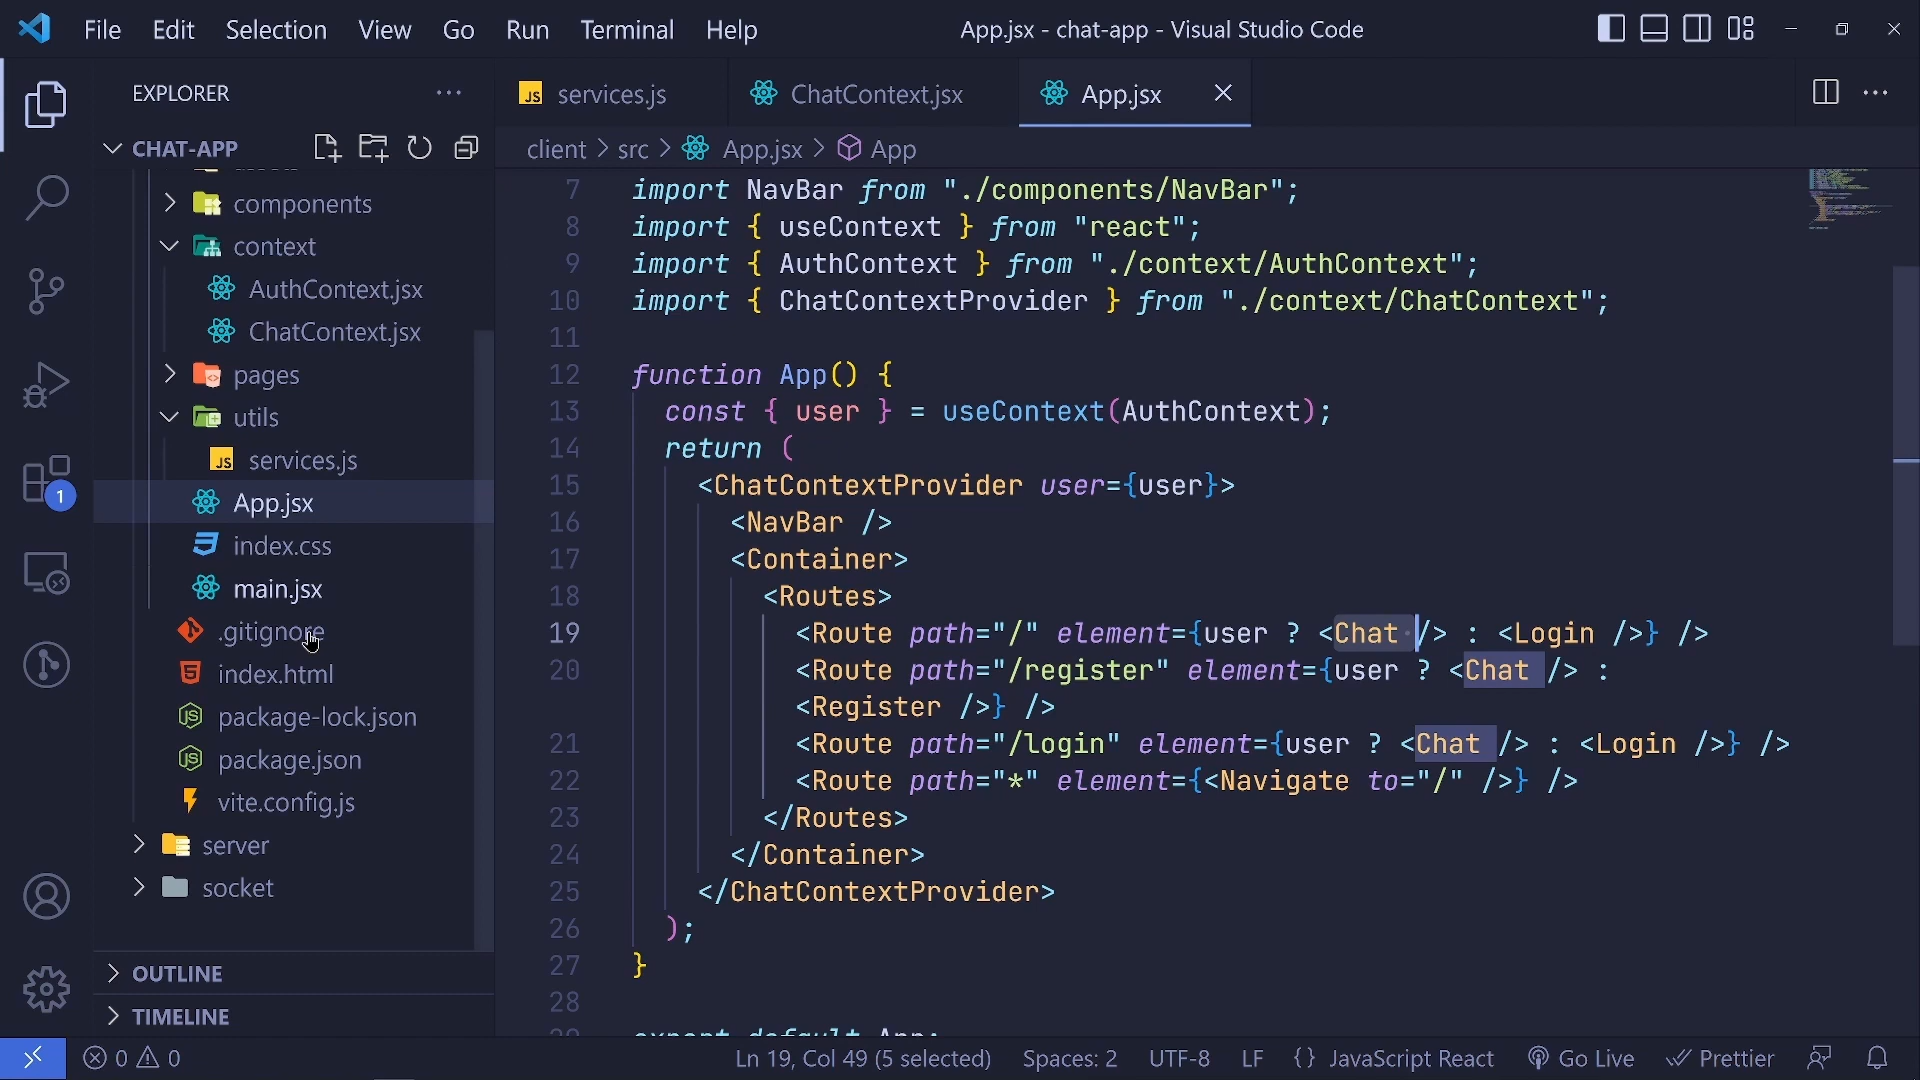 File Edit Selection View Go Run Terminal Help
App.jsx - chat-app - Visual Studio Code
EXPLORER
services.js
ChatContext.jsx
App.jsx
CHAT-APP
client > src > App.jsx > App
components
context
AuthContext.jsx
ChatContext.jsx
pages
utils
services.js
App.jsx
index.css
main.jsx
.gitignore
index.html
package-lock.json
package.json
vite.config.js
server
socket
OUTLINE
TIMELINE
1
7 import NavBar from "./components/NavBar";
8 import { useContext } from "react";
9 import { AuthContext } from "./context/AuthContext";
10 import { ChatContextProvider } from "./context/ChatContext";
11
12 function App() {
13 const { user } = useContext(AuthContext);
14 return (
15 <ChatContextProvider user={user}>
16 <NavBar />
17 <Container>
18 <Routes>
19 <Route path="/" element={user ? <Chat /> : <Login />} />
20 <Route path="/register" element={user ? <Chat /> :
<Register />} />
21 <Route path="/login" element={user ? <Chat /> : <Login />} />
22 <Route path="*" element={<Navigate to="/" />} />
23 </Routes>
24 </Container>
25 </ChatContextProvider>
26 );
27 }
28
0 0
Ln 19, Col 49 (5 selected) Spaces: 2 UTF-8 LF {} JavaScript React Go Live Prettier